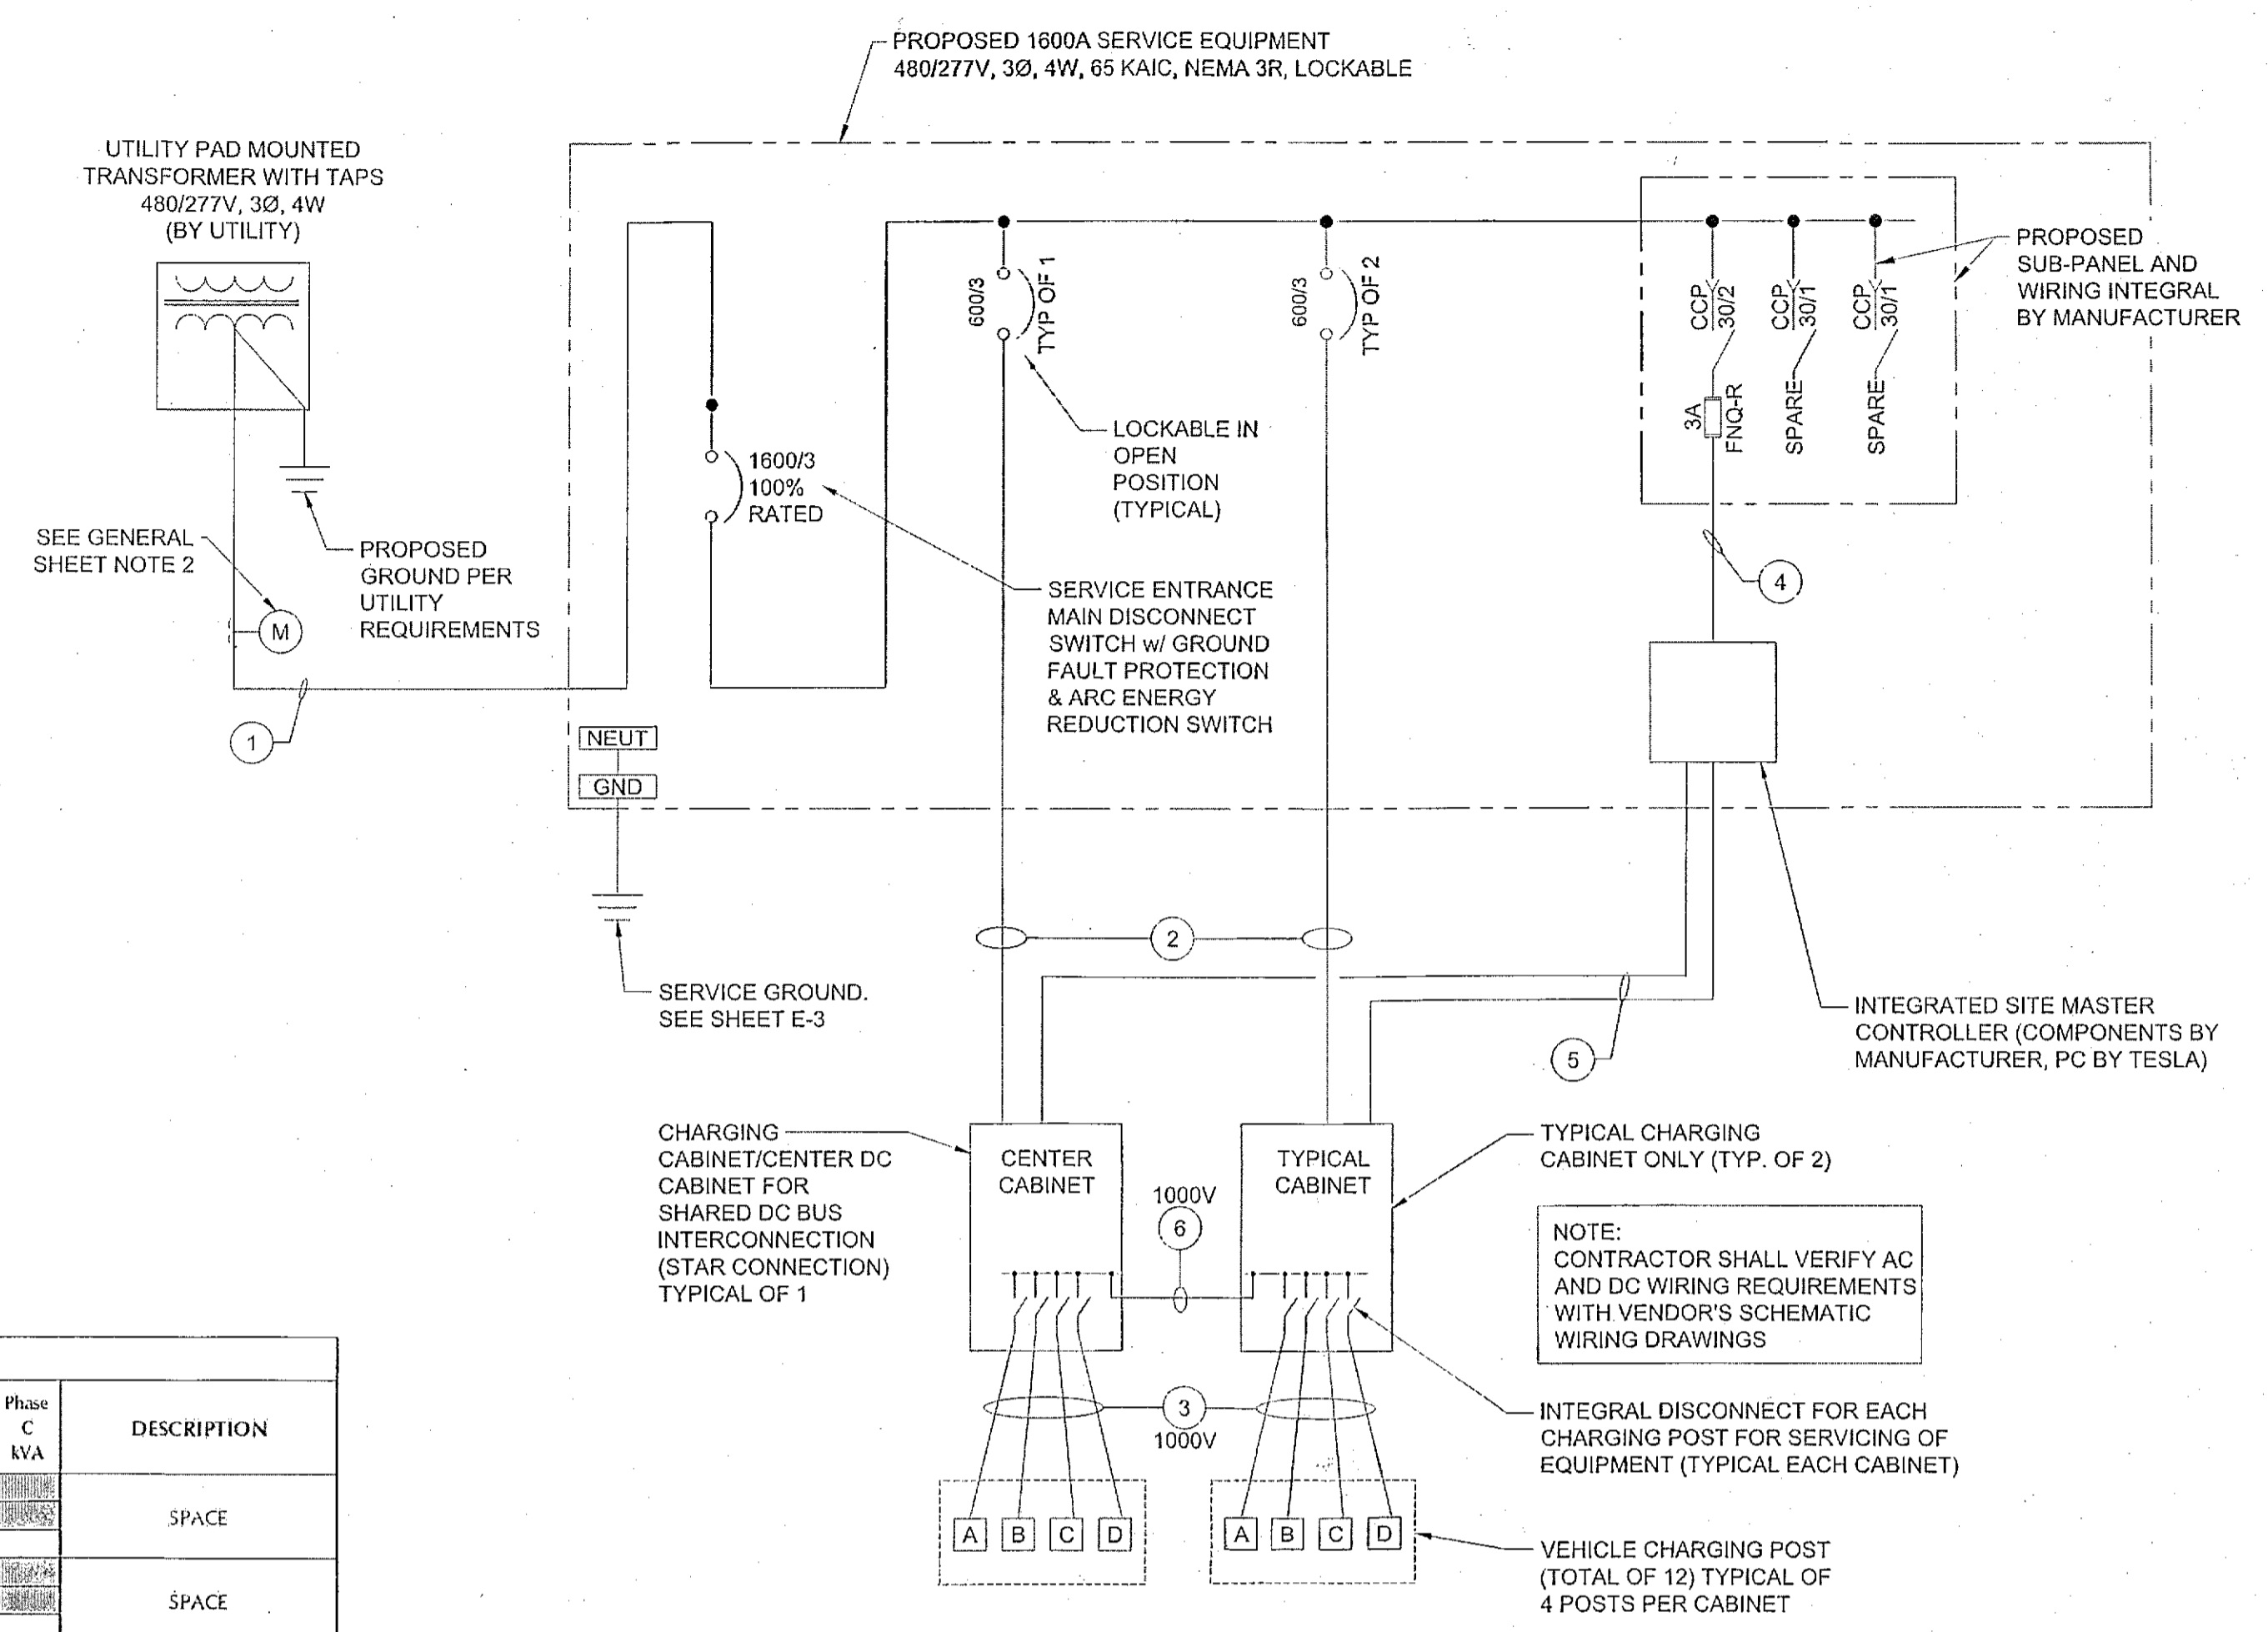 PROPOSED 1600A SERVICE EQUIPMENT
480/277V, 3Ø, 4W, 65 KAIC, NEMA 3R, LOCKABLE
UTILITY PAD MOUNTED
TRANSFORMER WITH TAPS
480/277V, 3Ø, 4W
(BY UTILITY)
SEE GENERAL
SHEET NOTE 2
M
PROPOSED
GROUND PER
UTILITY
REQUIREMENTS
1
1600/3
100%
RATED
600/3
TYP OF 1
600/3
TYP OF 2
LOCKABLE IN
OPEN
POSITION
(TYPICAL)
SERVICE ENTRANCE
MAIN DISCONNECT
SWITCH w/ GROUND
FAULT PROTECTION
& ARC ENERGY
REDUCTION SWITCH
CCP
30/2
CCP
30/1
CCP
30/1
3A
FNQ-R
SPARE
SPARE
PROPOSED
SUB-PANEL AND
WIRING INTEGRAL
BY MANUFACTURER
4
NEUT
GND
SERVICE GROUND.
SEE SHEET E-3
2
5
INTEGRATED SITE MASTER
CONTROLLER (COMPONENTS BY
MANUFACTURER, PC BY TESLA)
CHARGING
CABINET/CENTER DC
CABINET FOR
SHARED DC BUS
INTERCONNECTION
(STAR CONNECTION)
TYPICAL OF 1
CENTER
CABINET
1000V
6
TYPICAL
CABINET
TYPICAL CHARGING
CABINET ONLY (TYP. OF 2)
NOTE:
CONTRACTOR SHALL VERIFY AC
AND DC WIRING REQUIREMENTS
WITH VENDOR'S SCHEMATIC
WIRING DRAWINGS
3
1000V
INTEGRAL DISCONNECT FOR EACH
CHARGING POST FOR SERVICING OF
EQUIPMENT (TYPICAL EACH CABINET)
A B C D
A B C D
VEHICLE CHARGING POST
(TOTAL OF 12) TYPICAL OF
4 POSTS PER CABINET
Phase
C
kVA
DESCRIPTION
SPACE
SPACE